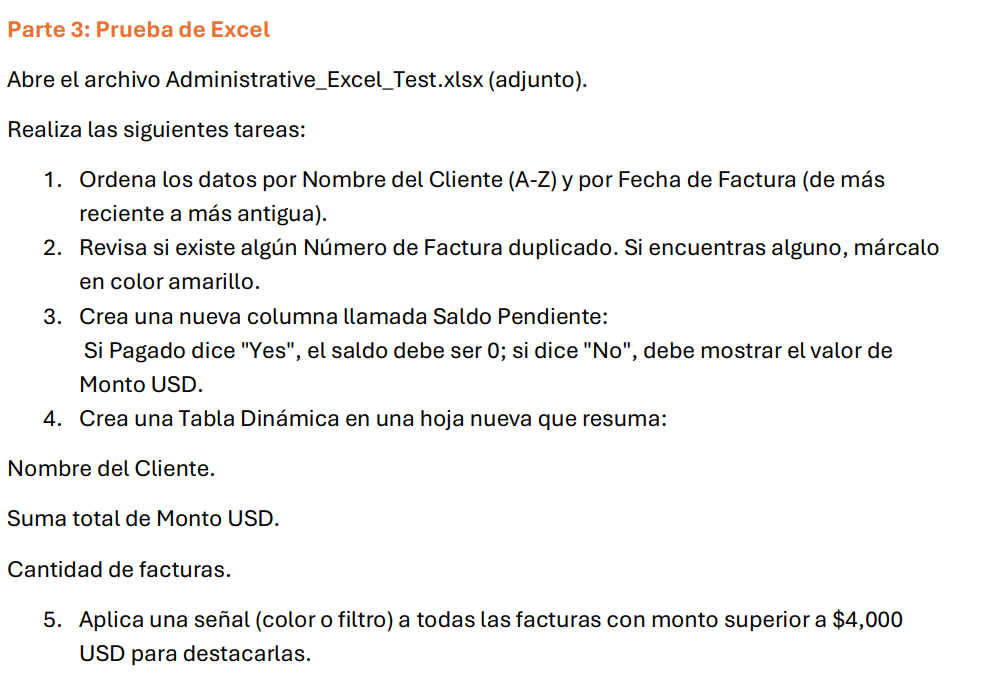 Parte 3: Prueba de Excel
Abre el archivo Administrative_Excel_Test.xlsx (adjunto).
Realiza las siguientes tareas:
1. Ordena los datos por Nombre del Cliente (A-Z) y por Fecha de Factura (de más
reciente a más antigua).
2. Revisa si existe algún Número de Factura duplicado. Si encuentras alguno, márcalo
en color amarillo.
3. Crea una nueva columna llamada Saldo Pendiente:
Si Pagado dice "Yes", el saldo debe ser 0; si dice "No", debe mostrar el valor de
Monto USD.
4. Crea una Tabla Dinámica en una hoja nueva que resuma:
Nombre del Cliente.
Suma total de Monto USD.
Cantidad de facturas.
5. Aplica una señal (color o filtro) a todas las facturas con monto superior a $4,000
USD para destacarlas.